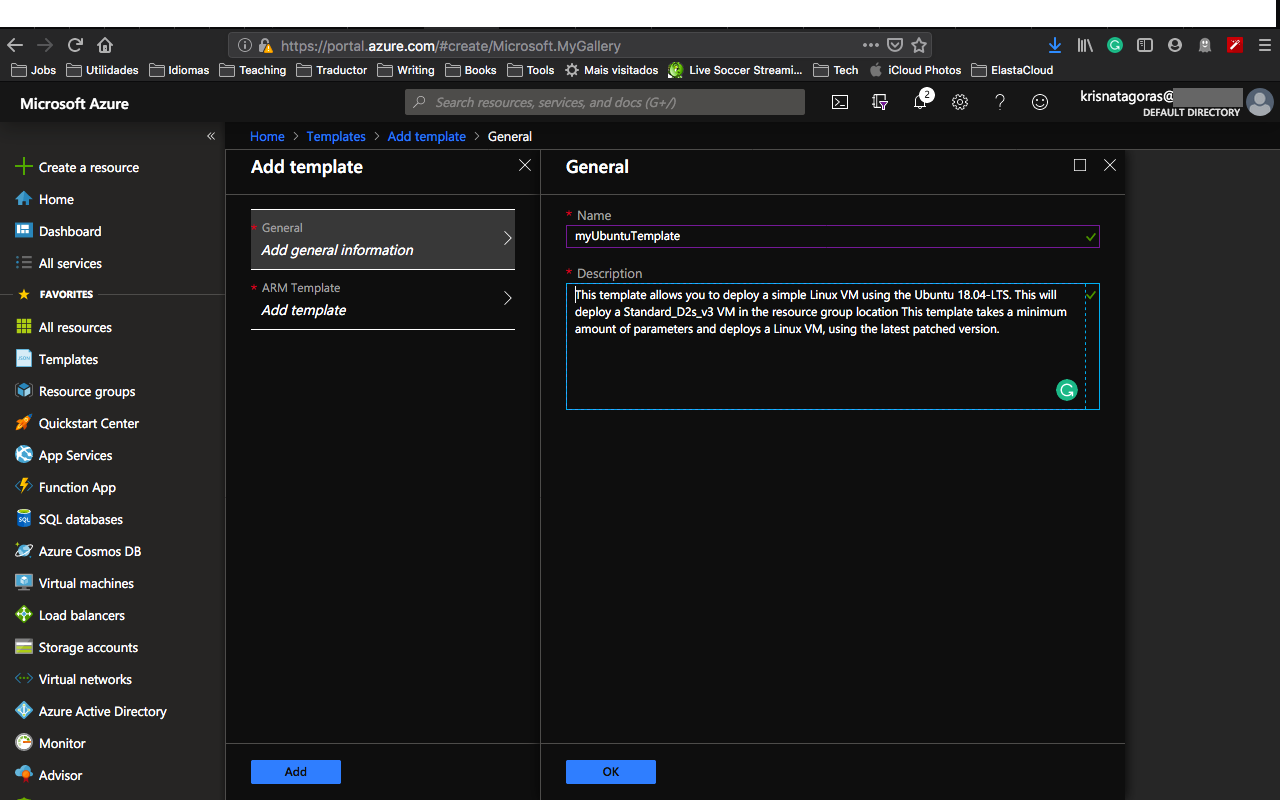 https://portal.azure.com/#create/Microsoft.MyGallery
Jobs Utilidades Idiomas Teaching Traductor Writing Books Tools Mais visitados Live Soccer Streami... Tech iCloud Photos ElastaCloud
Microsoft Azure
Search resources, services, and docs (G+/)
2
krisnatagoras@
DEFAULT DIRECTORY
Home > Templates > Add template > General
Create a resource
Home
Dashboard
All services
FAVORITES
All resources
Templates
Resource groups
Quickstart Center
App Services
Function App
SQL databases
Azure Cosmos DB
Virtual machines
Load balancers
Storage accounts
Virtual networks
Azure Active Directory
Monitor
Advisor
Add template
* General
Add general information
* ARM Template
Add template
Add
General
* Name
myUbuntuTemplate
* Description
This template allows you to deploy a simple Linux VM using the Ubuntu 18.04-LTS. This will
deploy a Standard_D2s_v3 VM in the resource group location This template takes a minimum
amount of parameters and deploys a Linux VM, using the latest patched version.
OK